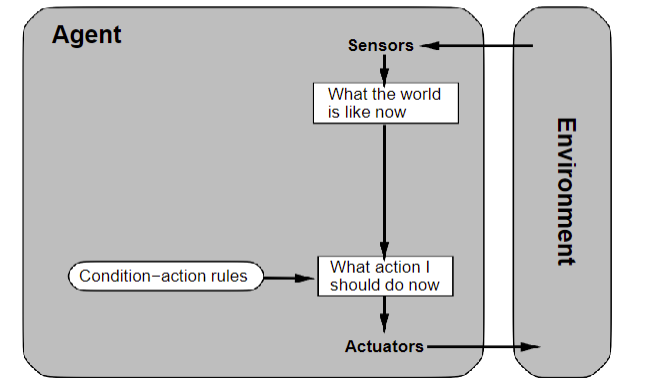 Agent
Sensors
What the world
is like now
Environment
Condition−action rules
What action I
should do now
Actuators